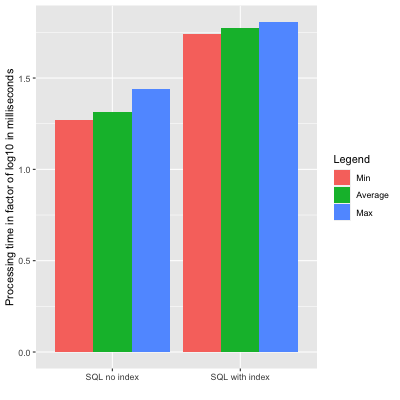 Processing time in factor of log10 in milliseconds
1.5
1.0
0.5
0.0
SQL no index
SQL with index
Legend
Min
Average
Max